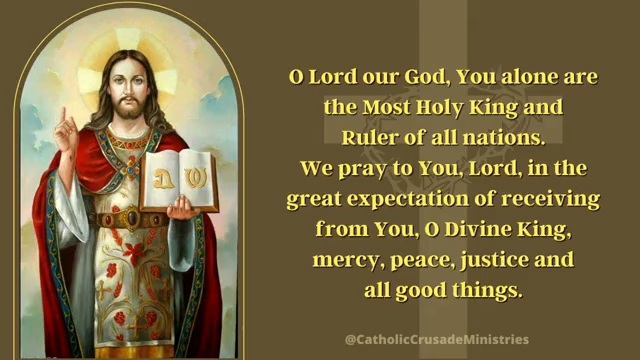 ש
O Lord our God, You alone are
the Most Holy King and
Ruler of all nations.
We pray to You, Lord, in the
great expectation of receiving
from You, O Divine King,
mercy, peace, justice and
all good things.
@CatholicCrusadeMinistries